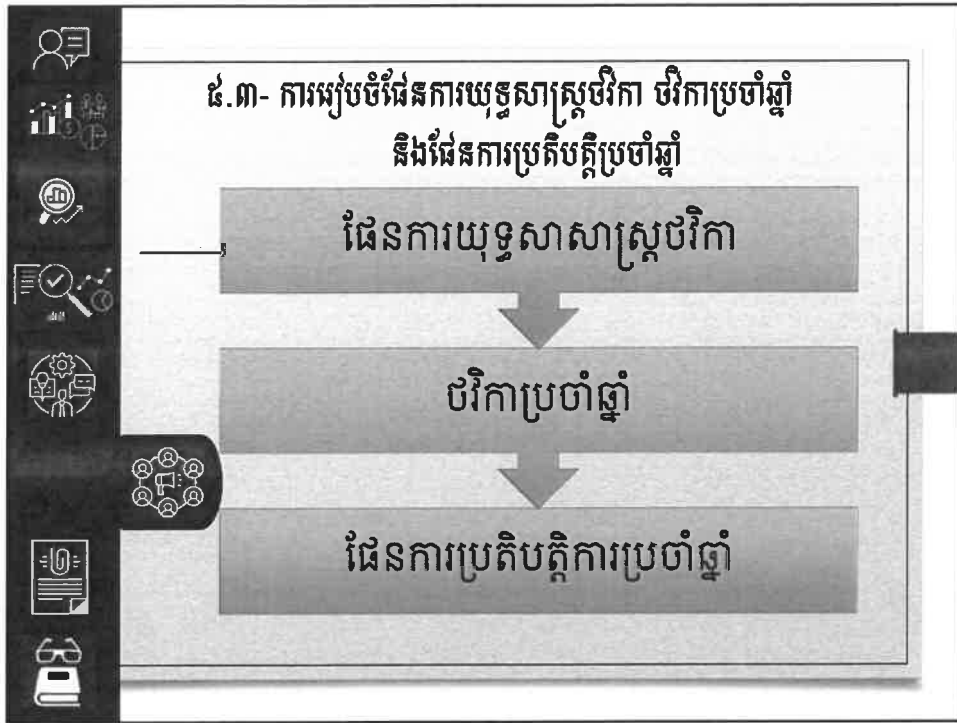 ៥.៣- ការរៀបចំផែនការយុទ្ធសាស្ត្រថវិកា ថវិកាប្រចាំឆ្នាំ
និងផែនការប្រតិបត្តិប្រចាំឆ្នាំ
ផែនការយុទ្ធសាសាស្ត្រថវិកា
ថវិកាប្រចាំឆ្នាំ
ផែនការប្រតិបត្តិការប្រចាំឆ្នាំ